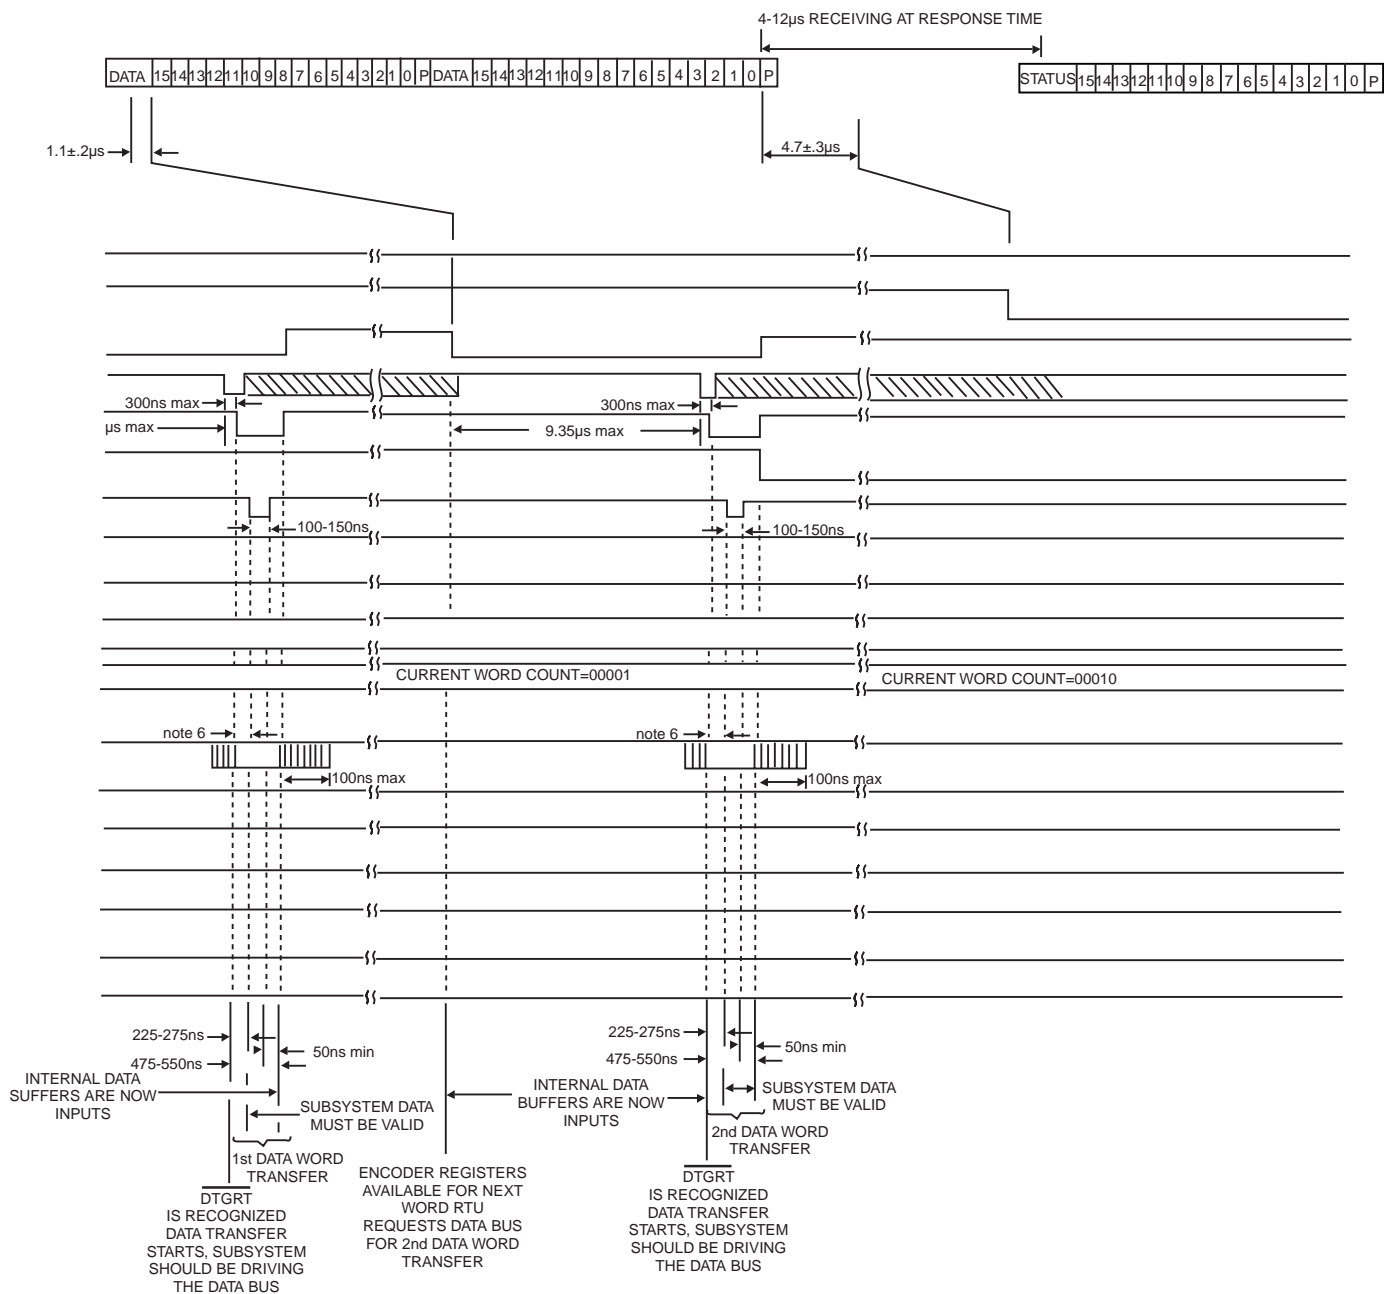 4-12µs RECEIVING AT RESPONSE TIME
DATA 15 14 13 12 11 10 9 8 7 6 5 4 3 2 1 0 P DATA 15 14 13 12 11 10 9 8 7 6 5 4 3 2 1 0 P
STATUS 15 14 13 12 11 10 9 8 7 6 5 4 3 2 1 0 P
1.1±.2µs
4.7±.3µs
300ns max
300ns max
µs max
9.35µs max
100-150ns
100-150ns
CURRENT WORD COUNT=00001
CURRENT WORD COUNT=00010
note 6
note 6
100ns max
100ns max
225-275ns
50ns min
475-550ns
225-275ns
50ns min
475-550ns
INTERNAL DATA
SUFFERS ARE NOW
INPUTS
SUBSYSTEM DATA
MUST BE VALID
INTERNAL DATA
BUFFERS ARE NOW
INPUTS
SUBSYSTEM DATA
MUST BE VALID
1st DATA WORD
TRANSFER
2nd DATA WORD
TRANSFER
DTGRT
IS RECOGNIZED
DATA TRANSFER
STARTS, SUBSYSTEM
SHOULD BE DRIVING
THE DATA BUS
ENCODER REGISTERS
AVAILABLE FOR NEXT
WORD RTU
REQUESTS DATA BUS
FOR 2nd DATA WORD
TRANSFER
DTGRT
IS RECOGNIZED
DATA TRANSFER
STARTS, SUBSYSTEM
SHOULD BE DRIVING
THE DATA BUS